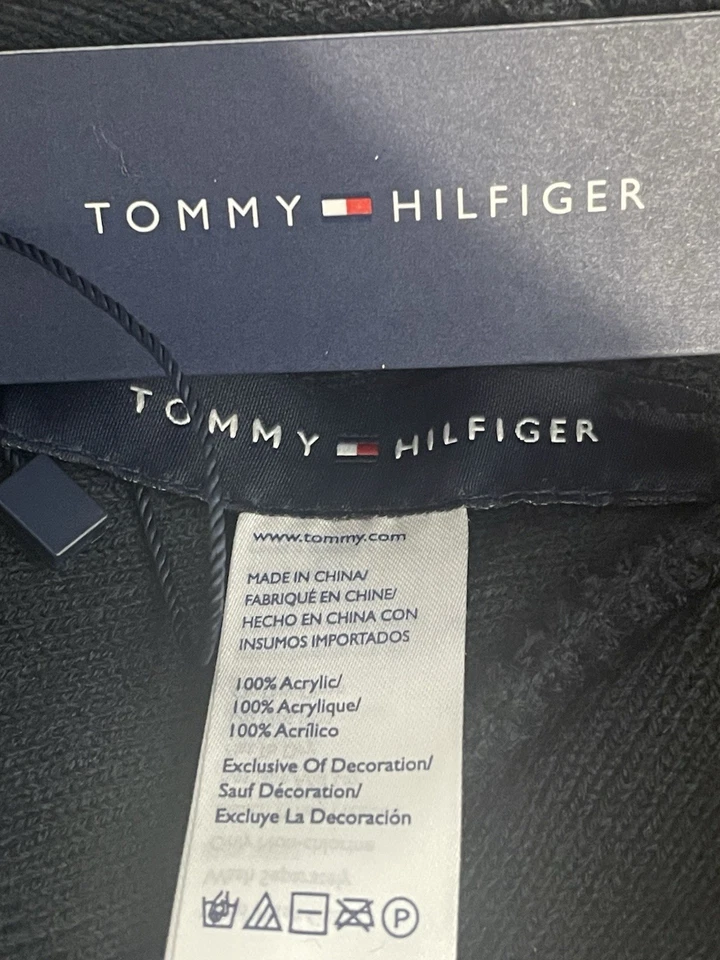 TOMMY HILFIGER
TOMMY HILFIGER
www.tommy.com
MADE IN CHINA/
FABRIQUÉ EN CHINE/
HECHO EN CHINA CON
INSUMOS IMPORTADOS
100% Acrylic/
100% Acrylique/
100% Acrílico
Exclusive Of Decoration/
Sauf Décoration/
Excluye La Decoración
P